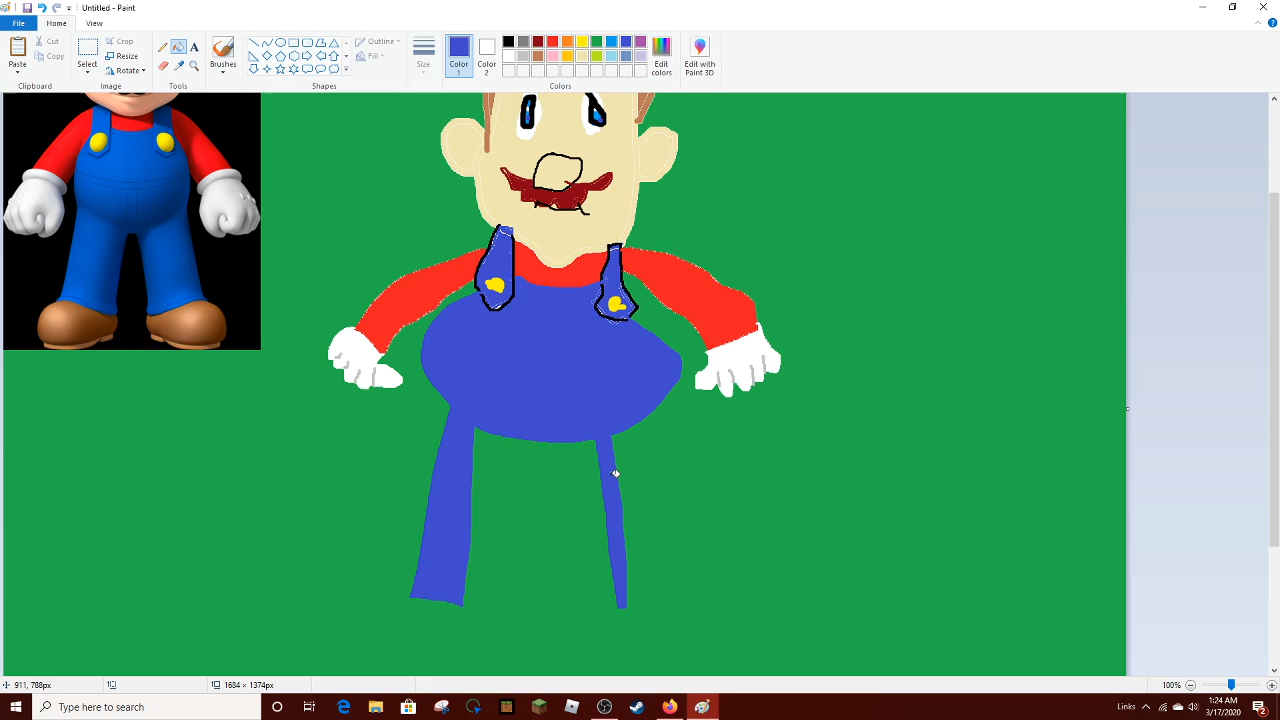 Untitled - Paint
File Home View
Paste Cut Copy Select Crop Resize Rotate A Brushes Outline Fill Size Color 1 Color 2 Edit colors Edit with Paint 3D
Clipboard Image Tools Shapes Colors
911, 788px 1684 × 1374px 100%
Type here to search Links 1:24 AM 3/17/2020 2